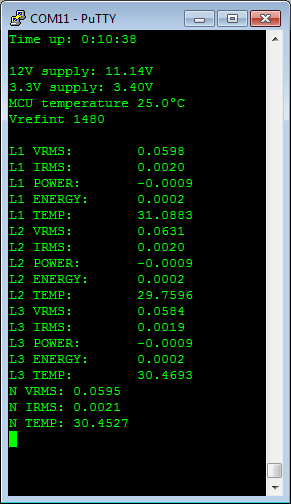 COM11 - PuTTY
Time up: 0:10:38
12V supply: 11.14V
3.3V supply: 3.40V
MCU temperature 25.0°C
Vrefint 1480
L1 VRMS: 0.0598
L1 IRMS: 0.0020
L1 POWER: -0.0009
L1 ENERGY: 0.0002
L1 TEMP: 31.0883
L2 VRMS: 0.0631
L2 IRMS: 0.0020
L2 POWER: -0.0009
L2 ENERGY: 0.0002
L2 TEMP: 29.7596
L3 VRMS: 0.0584
L3 IRMS: 0.0019
L3 POWER: -0.0009
L3 ENERGY: 0.0002
L3 TEMP: 30.4693
N VRMS: 0.0595
N IRMS: 0.0021
N TEMP: 30.4527